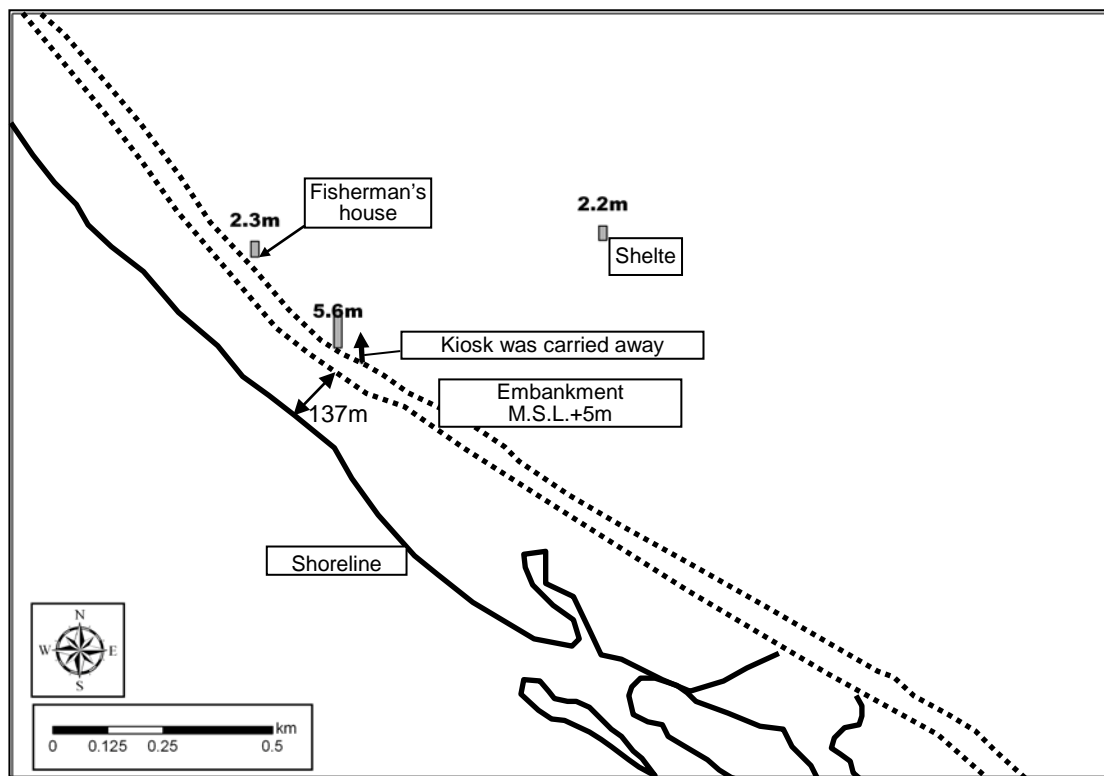 Fisherman's
house
2.3m
2.2m
Shelte
5.6m
Kiosk was carried away
Embankment
M.S.L.+5m
137m
Shoreline
N
W E
S
km
0 0.125 0.25 0.5